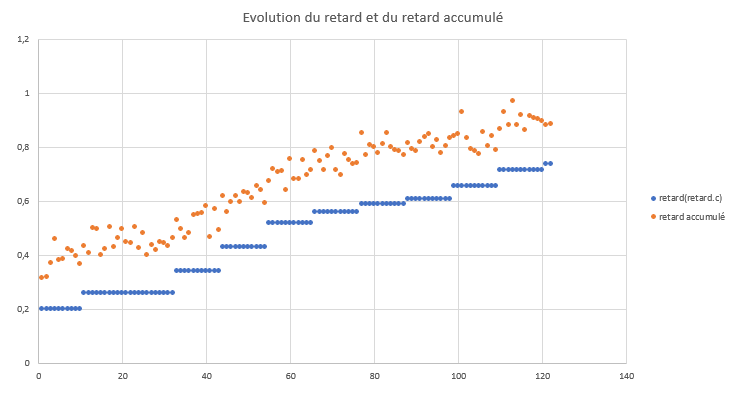 Evolution du retard et du retard accumulé
1,2
1
0,8
0,6
0,4
0,2
0
0 20 40 60 80 100 120 140
retard(retard.c)
retard accumulé